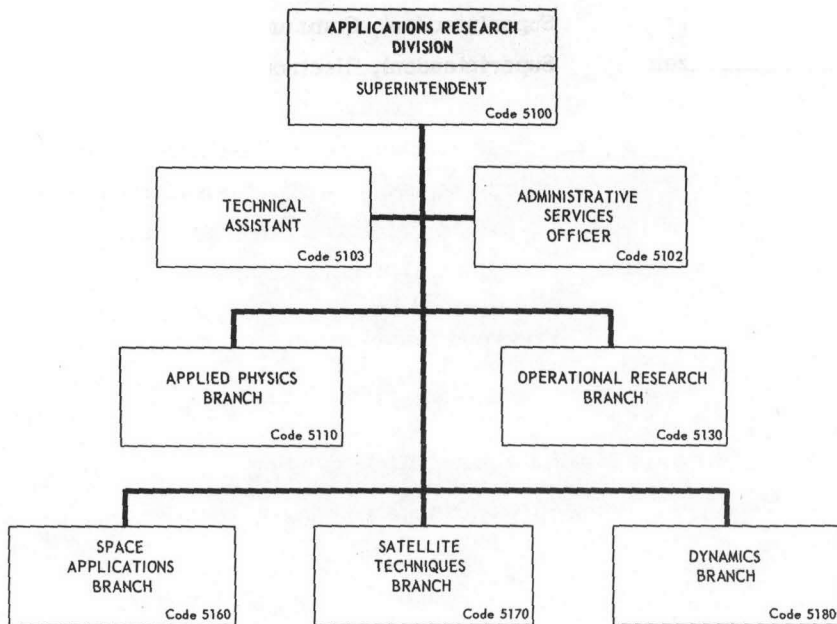 APPLICATIONS RESEARCH
DIVISION
SUPERINTENDENT
Code 5100
TECHNICAL
ASSISTANT
Code 5103
ADMINISTRATIVE
SERVICES
OFFICER
Code 5102
APPLIED PHYSICS
BRANCH
Code 5110
OPERATIONAL RESEARCH
BRANCH
Code 5130
SPACE
APPLICATIONS
BRANCH
Code 5160
SATELLITE
TECHNIQUES
BRANCH
Code 5170
DYNAMICS
BRANCH
Code 5180